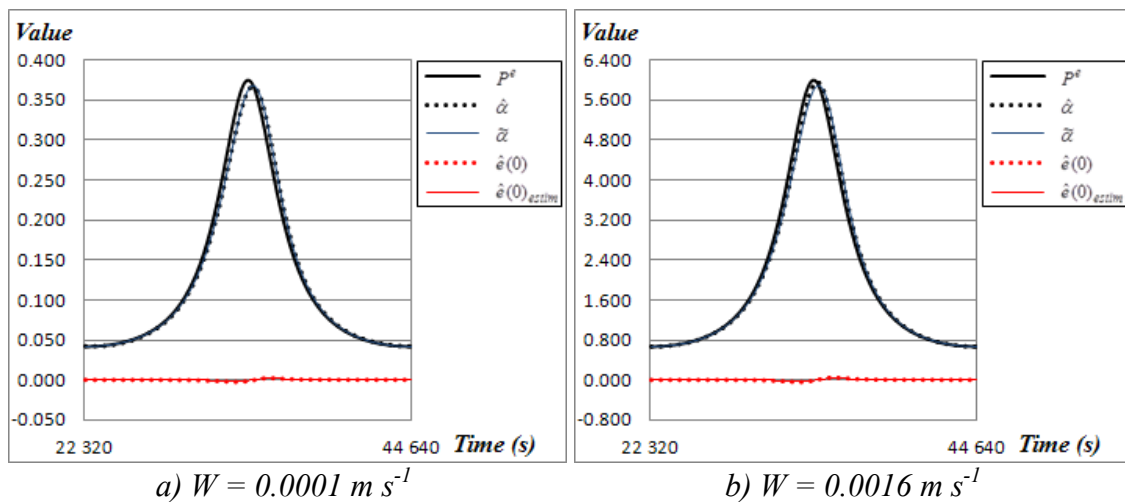 Value
0.400
0.350
0.300
0.250
0.200
0.150
0.100
0.050
0.000
-0.050
22 320
44 640
Time (s)
P^e
α̂
α̃
ê(0)
ê(0)_estim
a) W = 0.0001 m s^-1
Value
6.400
5.600
4.800
4.000
3.200
2.400
1.600
0.800
0.000
-0.800
22 320
44 640
Time (s)
P^e
α̂
α̃
ê(0)
ê(0)_estim
b) W = 0.0016 m s^-1